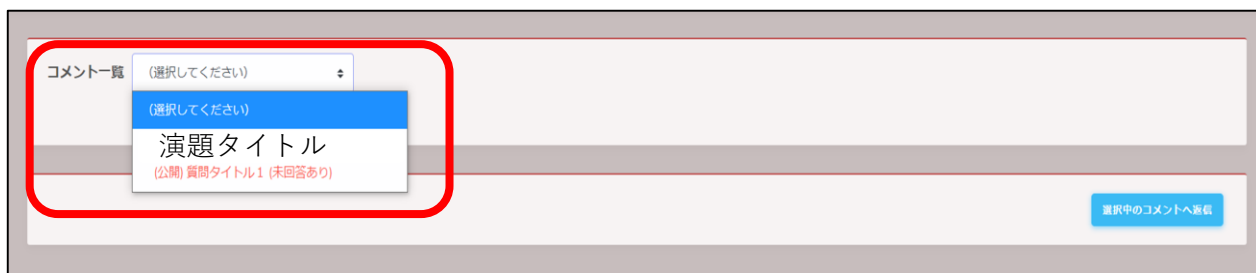 コメント一覧 (選択してください)
(選択してください)
演題タイトル
(公開) 質問タイトル１ (未回答あり)
選択中のコメントへ返信